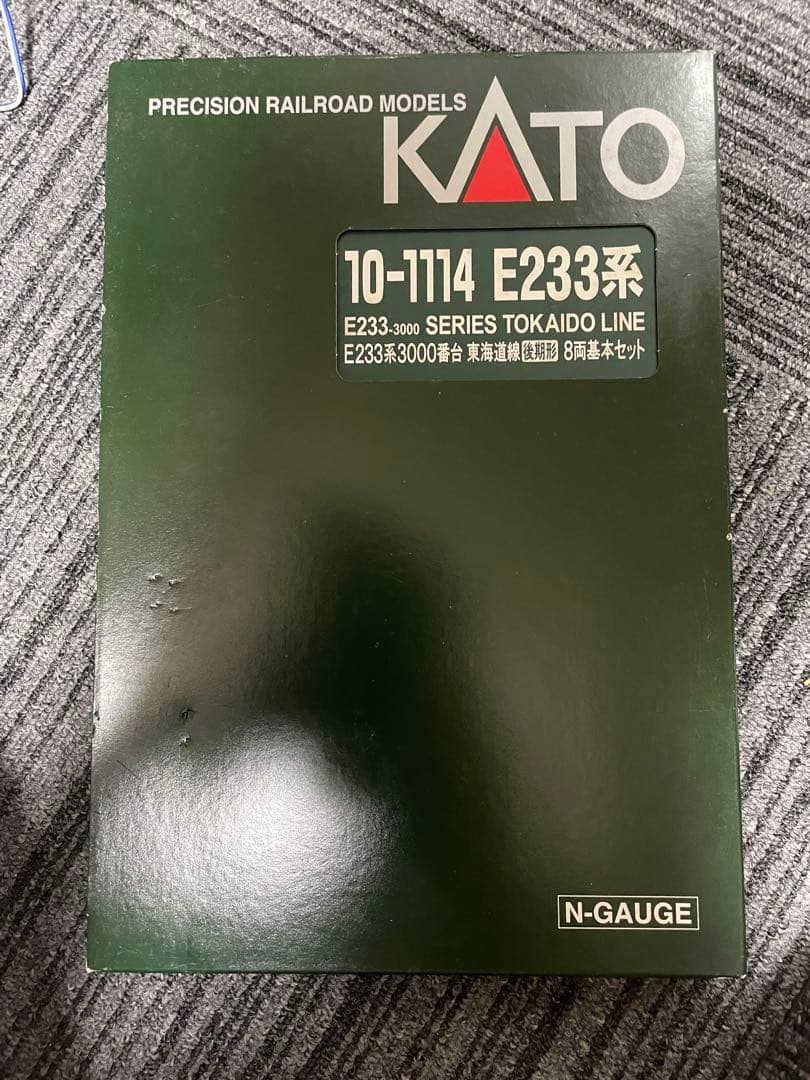 PRECISION RAILROAD MODELS
KATO
10-1114 E233系
E233-3000 SERIES TOKAIDO LINE
E233系3000番台 東海道線 後期形 8両基本セット
N-GAUGE